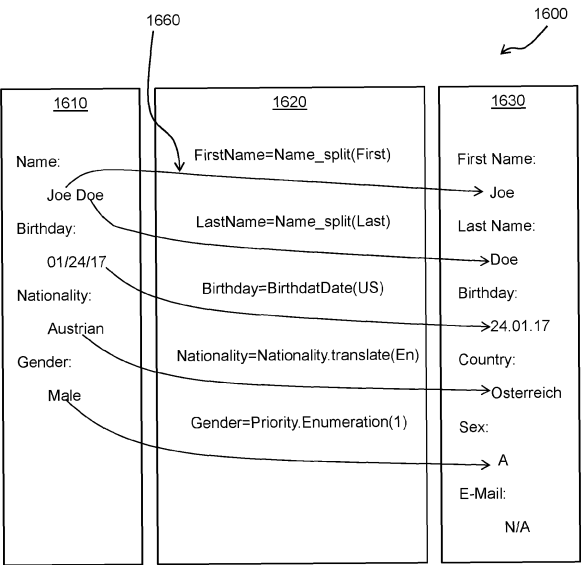 1660
1600
1610
Name:
Joe Doe
Birthday:
01/24/17
Nationality:
Austrian
Gender:
Male
1620
FirstName=Name_split(First)
LastName=Name_split(Last)
Birthday=BirthdatDate(US)
Nationality=Nationality.translate(En)
Gender=Priority.Enumeration(1)
1630
First Name:
Joe
Last Name:
Doe
Birthday:
24.01.17
Country:
Osterreich
Sex:
A
E-Mail:
N/A